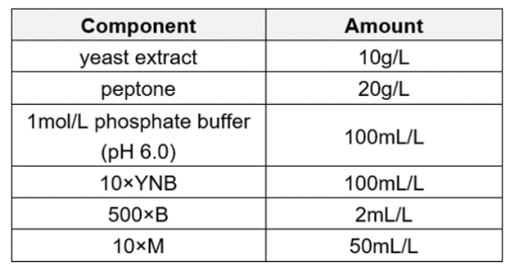 Component Amount
yeast extract 10g/L
peptone 20g/L
1mol/L phosphate buffer
(pH 6.0) 100mL/L
10×YNB 100mL/L
500×B 2mL/L
10×M 50mL/L